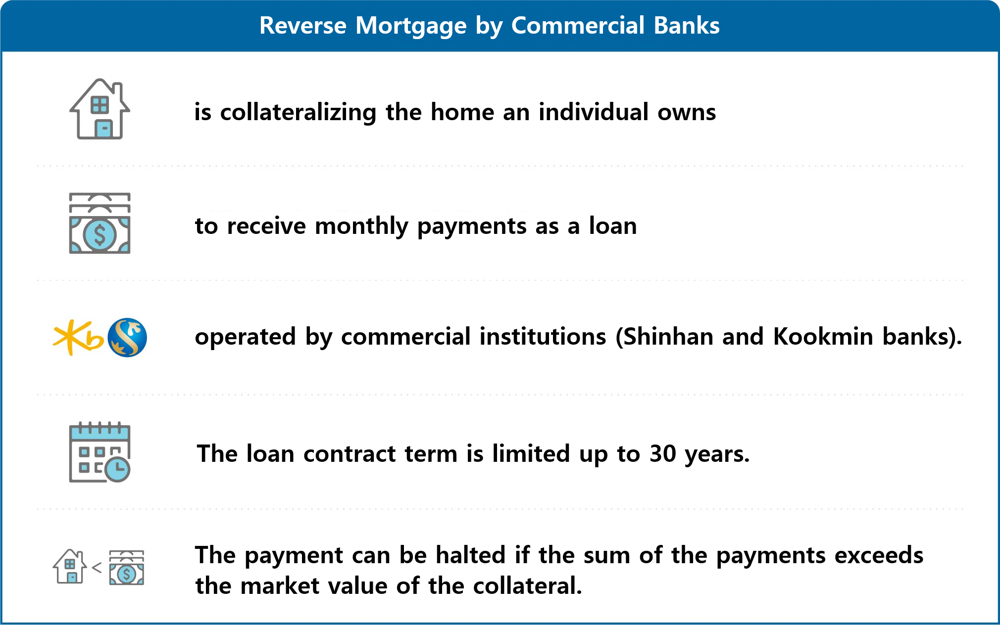 Reverse Mortgage by Commercial Banks
is collateralizing the home an individual owns
to receive monthly payments as a loan
Kb
operated by commercial institutions (Shinhan and Kookmin banks).
The loan contract term is limited up to 30 years.
<
The payment can be halted if the sum of the payments exceeds
the market value of the collateral.